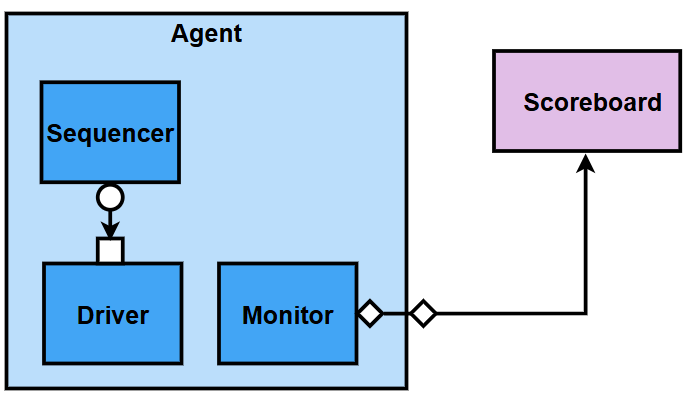 Agent
Sequencer
Scoreboard
Driver
Monitor